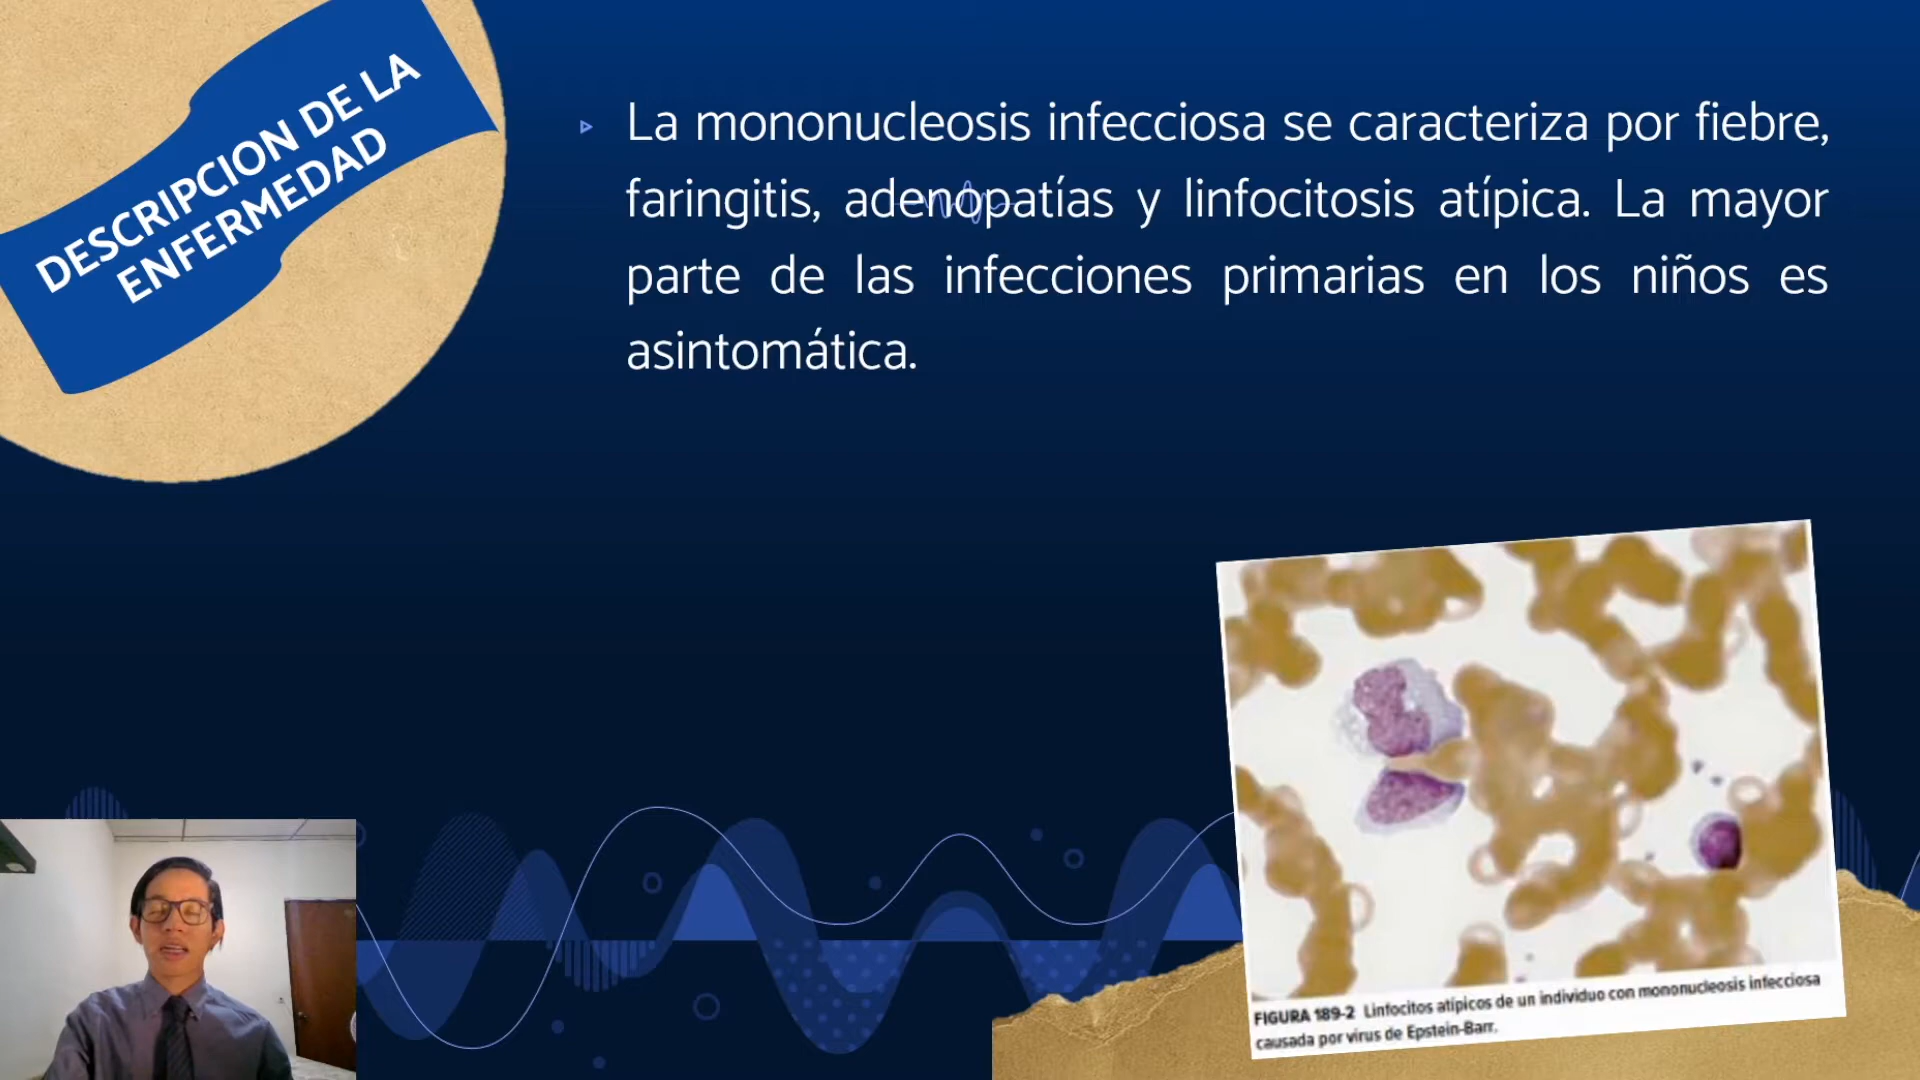 DESCRIPCION DE LA
ENFERMEDAD
La mononucleosis infecciosa se caracteriza por fiebre,
faringitis, adenopatías y linfocitosis atípica. La mayor
parte de las infecciones primarias en los niños es
asintomática.
FIGURA 189-2 Linfocitos atípicos de un individuo con mononucleosis infecciosa
causada por virus de Epstein-Barr.